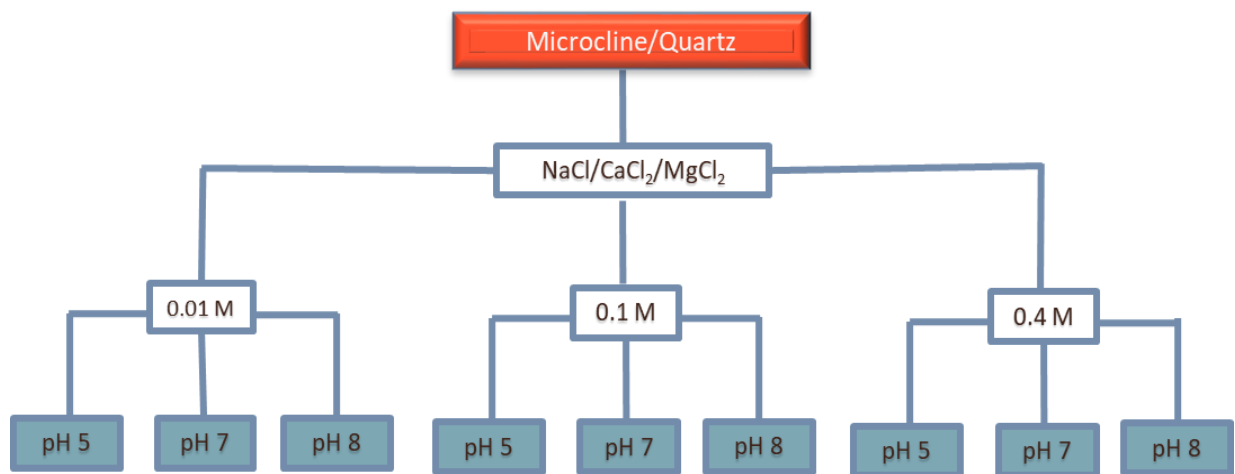 Microcline/Quartz
NaCl/CaCl₂/MgCl₂
0.01 M
0.1 M
0.4 M
pH 5
pH 7
pH 8
pH 5
pH 7
pH 8
pH 5
pH 7
pH 8